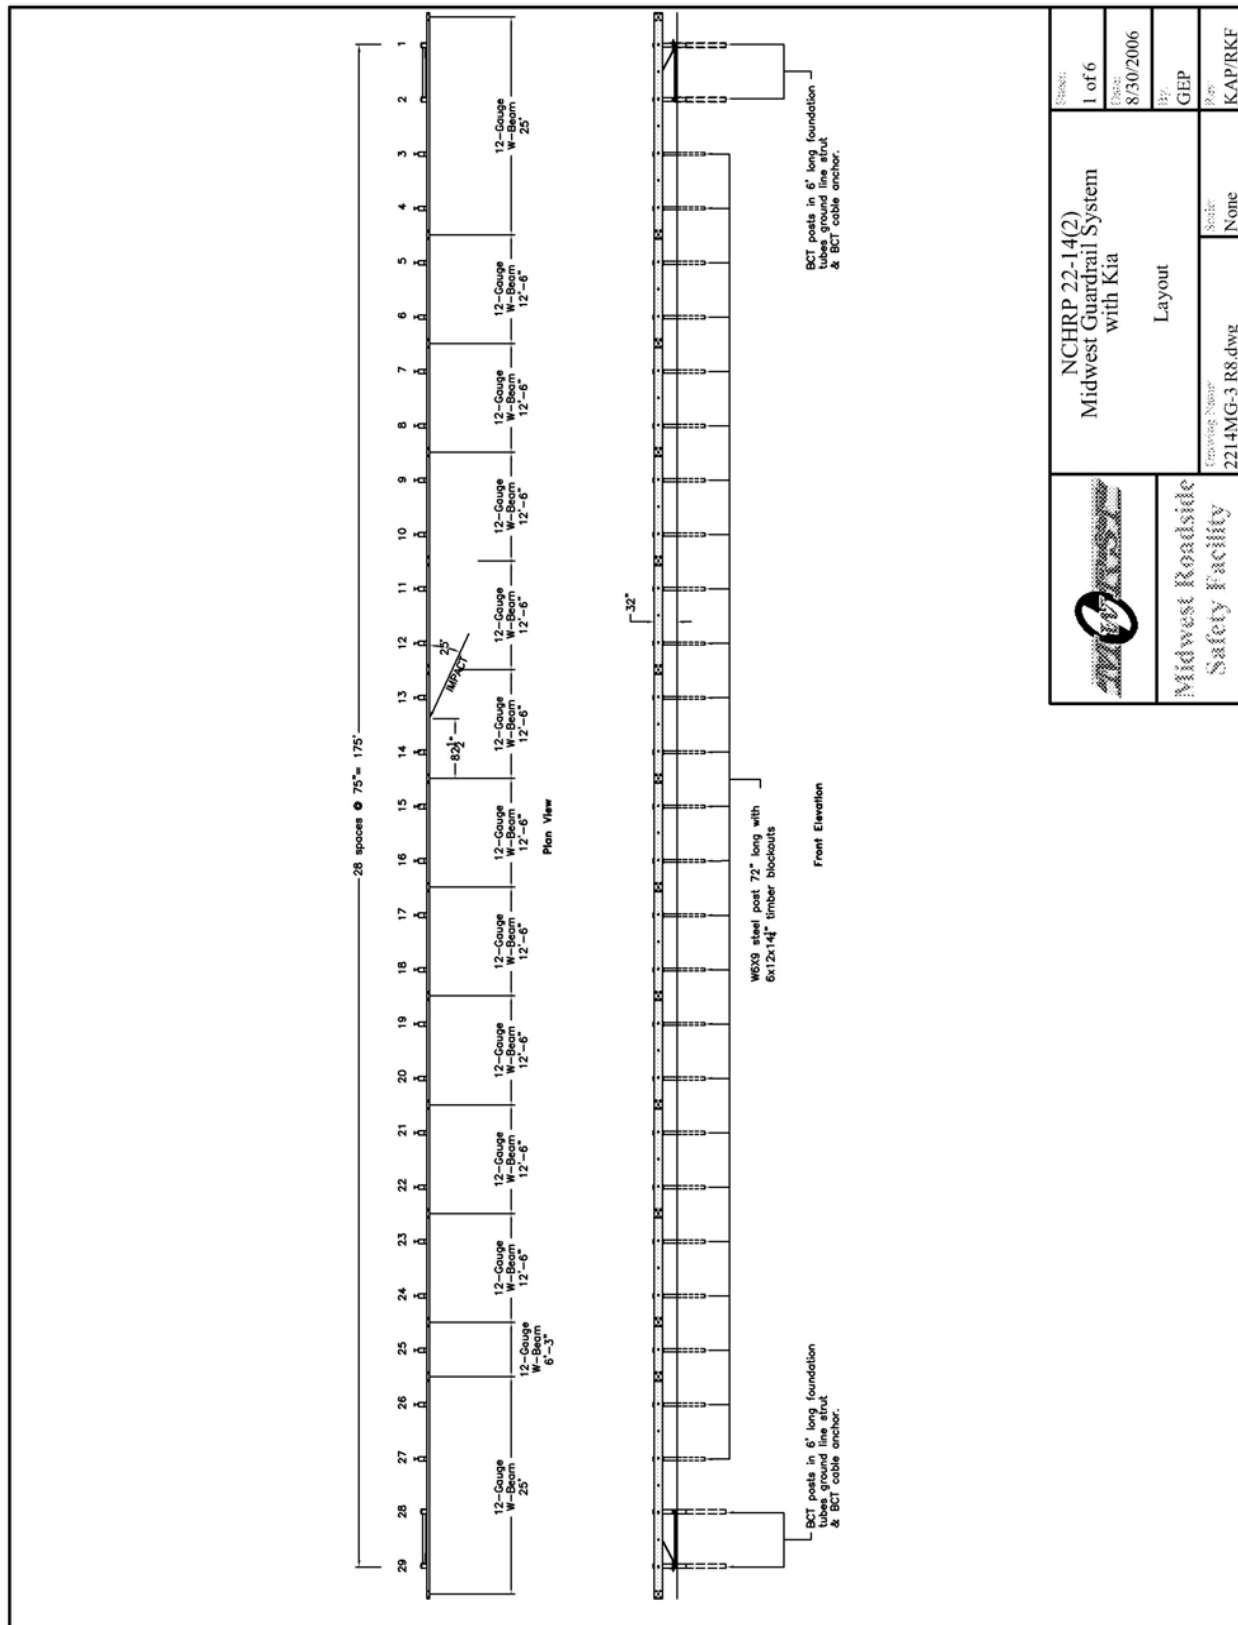 28 spaces @ 75"= 175'
29
28
27
26
25
24
23
22
21
20
19
18
17
16
15
14
13
12
11
10
9
8
7
6
5
4
3
2
1
12-Gauge
W-Beam
25'
12-Gauge
W-Beam
6'-3"
12-Gauge
W-Beam
12'-6"
12-Gauge
W-Beam
12'-6"
12-Gauge
W-Beam
12'-6"
12-Gauge
W-Beam
12'-6"
12-Gauge
W-Beam
12'-6"
12-Gauge
W-Beam
12'-6"
12-Gauge
W-Beam
12'-6"
12-Gauge
W-Beam
12'-6"
12-Gauge
W-Beam
12'-6"
12-Gauge
W-Beam
12'-6"
12-Gauge
W-Beam
25'
82½"
IMPACT
25°
Plan View
32"
BCT posts in 6' long foundation
tubes ground line strut
& BCT cable anchor.
W6X9 steel post 72" long with
6x12x14¼" timber blockouts
BCT posts in 6' long foundation
tubes ground line strut
& BCT cable anchor.
Front Elevation
MWRSF
Midwest Roadside
Safety Facility
NCHRP 22-14(2)
Midwest Guardrail System
with Kia
Layout
Drawing Name:
2214MG-3 R8.dwg
Scale:
None
Sheet:
1 of 6
Date:
8/30/2006
By:
GEP
Rev:
KAP/RKF